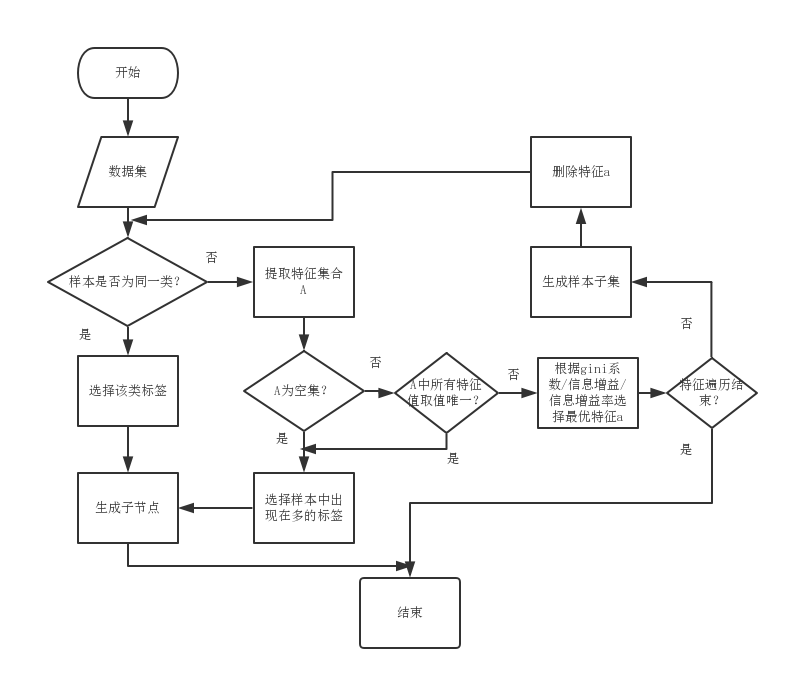 开始
数据集
删除特征a
样本是否为同一类？
否
提取特征集合
A
生成样本子集
是
否
选择该类标签
A为空集？
否
A中所有特征
值取值唯一？
否
根据gini系
数/信息增益/
信息增益率选
择最优特征a
特征遍历结
束？
是
是
是
生成子节点
选择样本中出
现在多的标签
结束